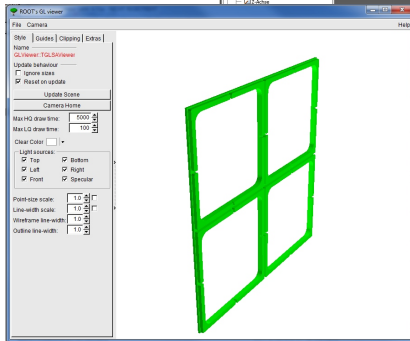 ROOT's GL viewer
File Camera Help
Style Guides Clipping Extras
Name
GLViewer::TGLSAViewer
Update behaviour
Ignore sizes
Reset on update
Update Scene
Camera Home
Max HQ draw time: 5000
Max LQ draw time: 100
Clear Color
Light sources:
Top Bottom
Left Right
Front Specular
Point-size scale: 1.0
Line-width scale: 1.0
Wireframe line-width: 1.0
Outline line-width: 1.0